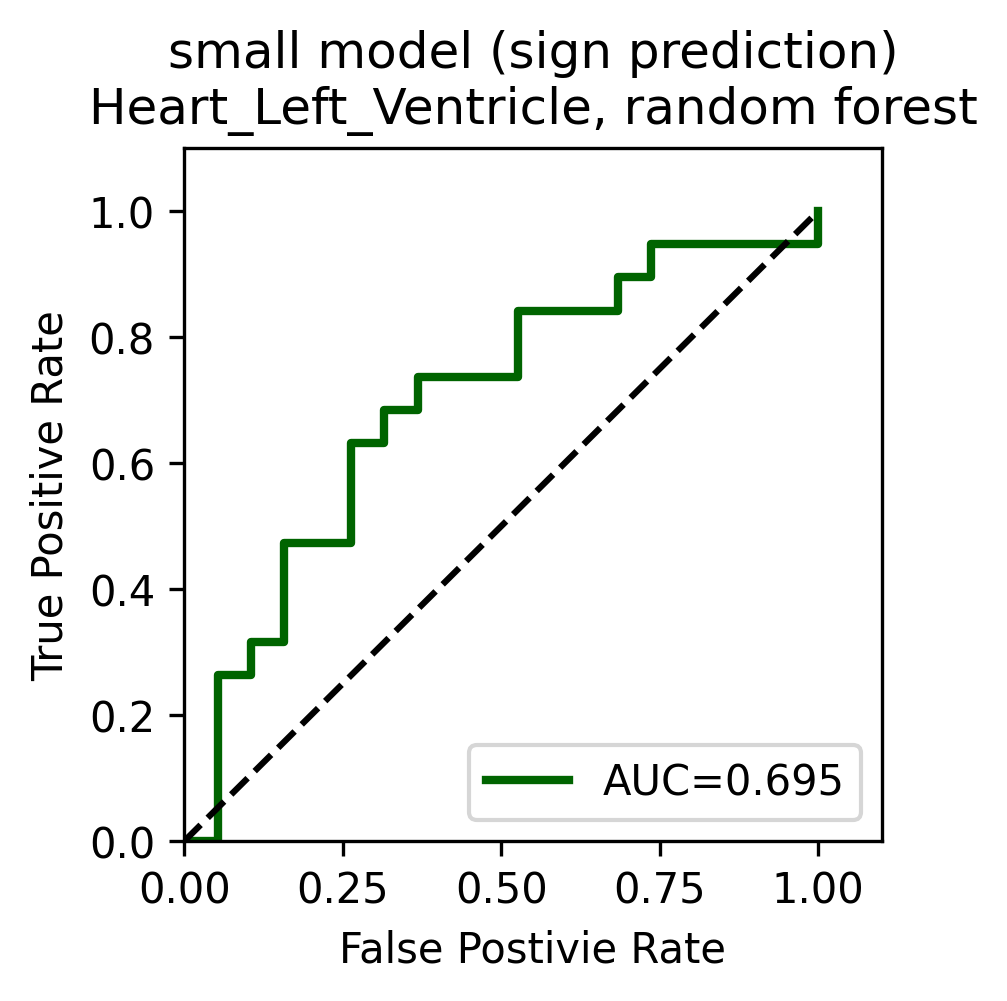 small model (sign prediction)
Heart_Left_Ventricle, random forest
1.0
0.8
0.6
0.4
0.2
0.0
True Positive Rate
AUC=0.695
0.00 0.25 0.50 0.75 1.00
False Postivie Rate